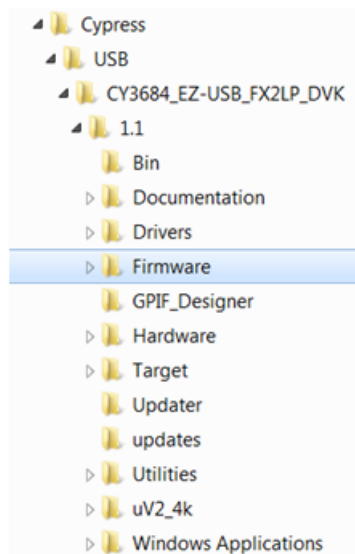 Cypress
USB
CY3684_EZ-USB_FX2LP_DVK
1.1
Bin
Documentation
Drivers
Firmware
GPIF_Designer
Hardware
Target
Updater
updates
Utilities
uV2_4k
Windows Applications